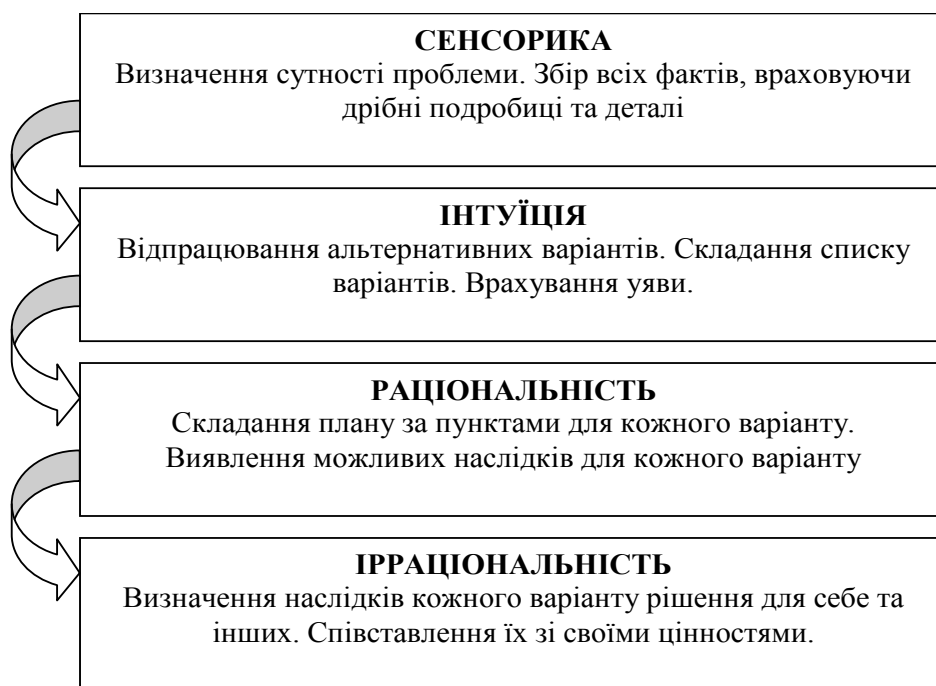 СЕНСОРИКА
Визначення сутності проблеми. Збір всіх фактів, враховуючи
дрібні подробиці та деталі
ІНТУЇЦІЯ
Відпрацювання альтернативних варіантів. Складання списку
варіантів. Врахування уяви.
РАЦІОНАЛЬНІСТЬ
Складання плану за пунктами для кожного варіанту.
Виявлення можливих наслідків для кожного варіанту
ІРРАЦІОНАЛЬНІСТЬ
Визначення наслідків кожного варіанту рішення для себе та
інших. Співставлення їх зі своїми цінностями.